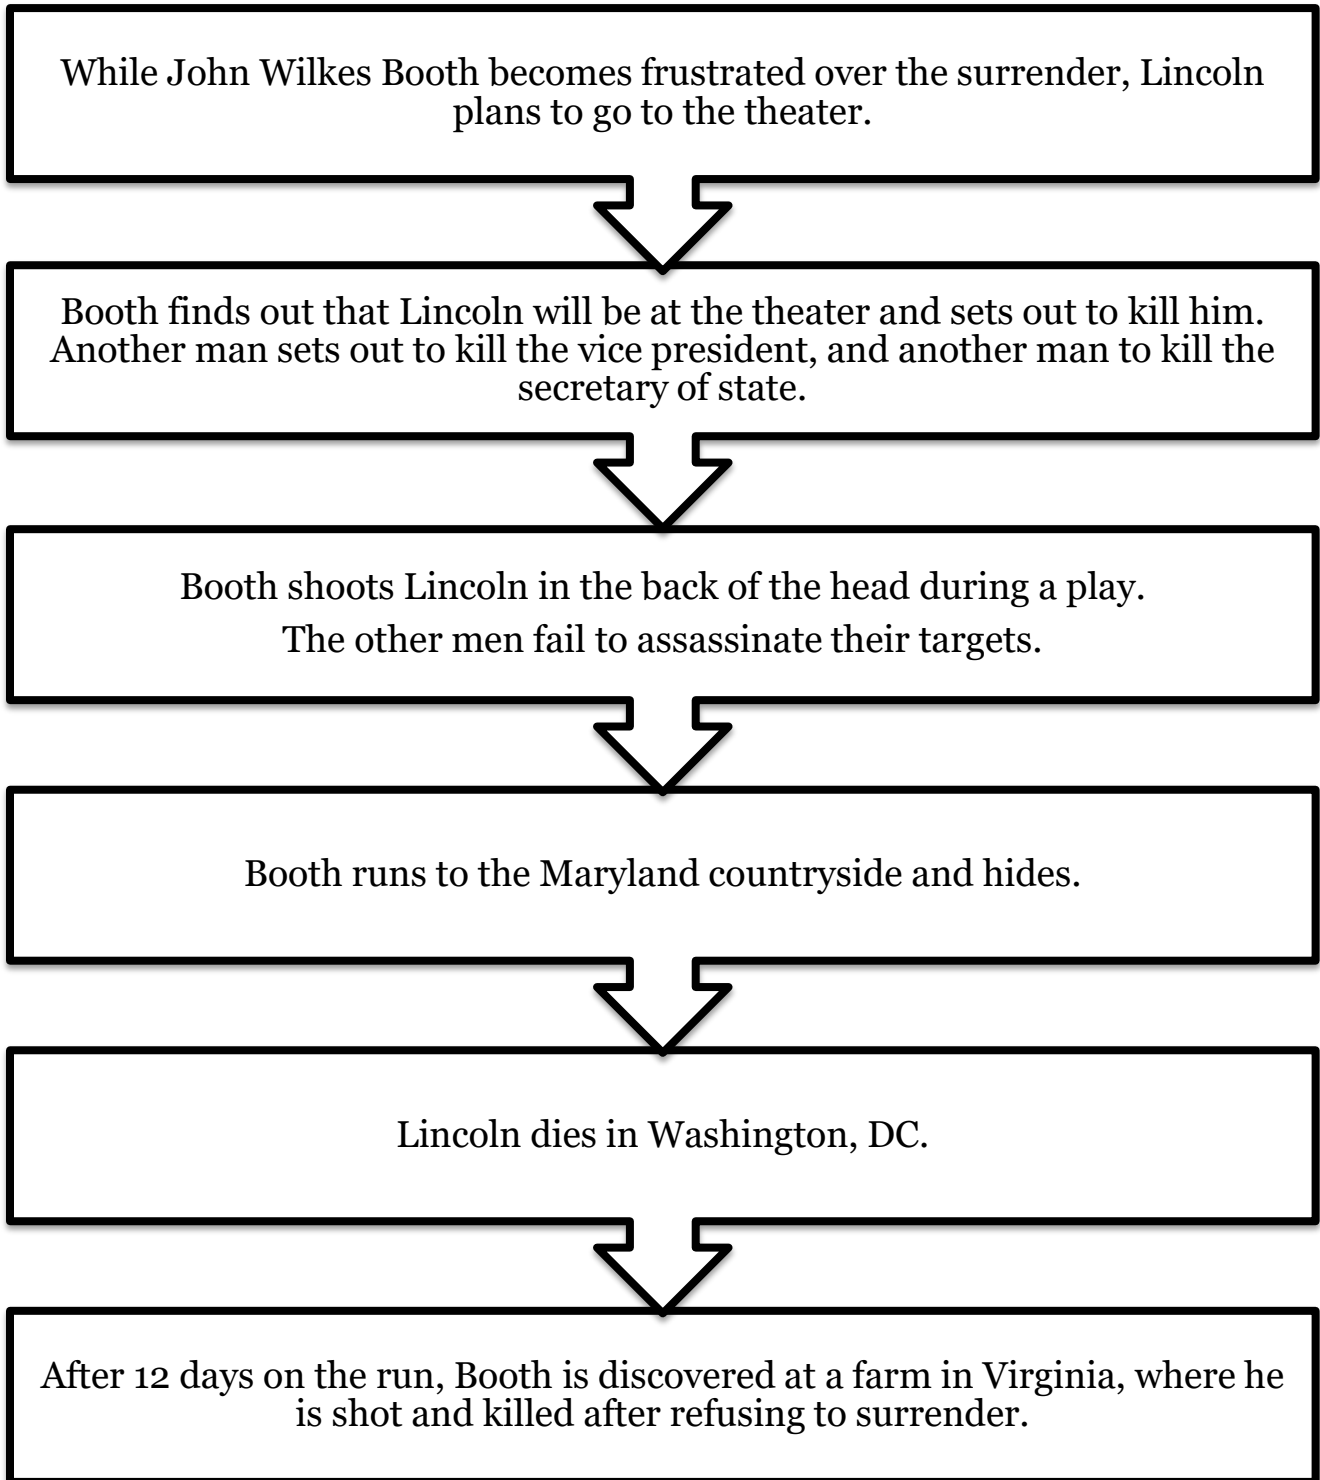 While John Wilkes Booth becomes frustrated over the surrender, Lincoln
plans to go to the theater.
Booth finds out that Lincoln will be at the theater and sets out to kill him.
Another man sets out to kill the vice president, and another man to kill the
secretary of state.
Booth shoots Lincoln in the back of the head during a play.
The other men fail to assassinate their targets.
Booth runs to the Maryland countryside and hides.
Lincoln dies in Washington, DC.
After 12 days on the run, Booth is discovered at a farm in Virginia, where he
is shot and killed after refusing to surrender.